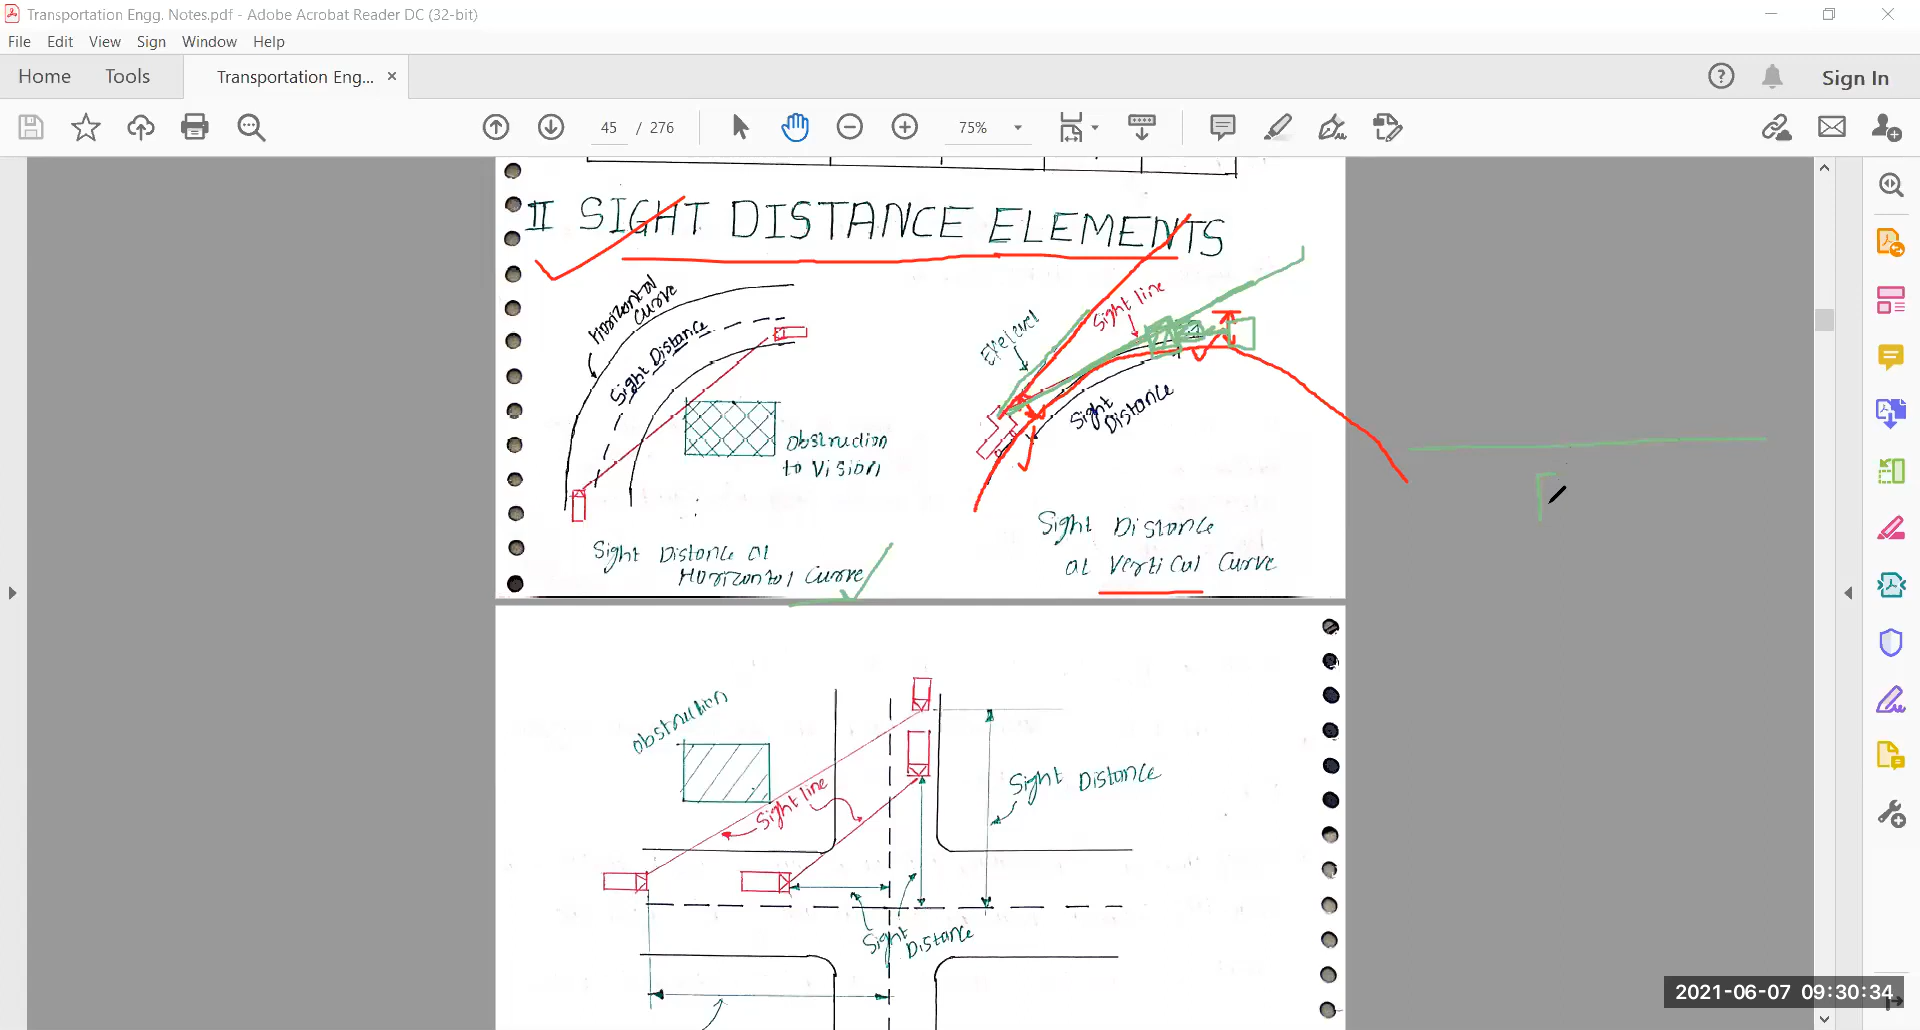 Transportation Engg. Notes.pdf - Adobe Acrobat Reader DC (32-bit)
File Edit View Sign Window Help
Home Tools Transportation Eng... × Sign In
45 / 276 75%
II SIGHT DISTANCE ELEMENTS
Horizontal
Curve
Sight Distance
Obstruction
to Vision
Sight Distance at
Horizontal Curve
Eye level
Sight line
Sight
Distance
Sight Distance
at Vertical Curve
Obstruction
Sight line
Sight Distance
Sight
Distance
2021-06-07 09:30:34